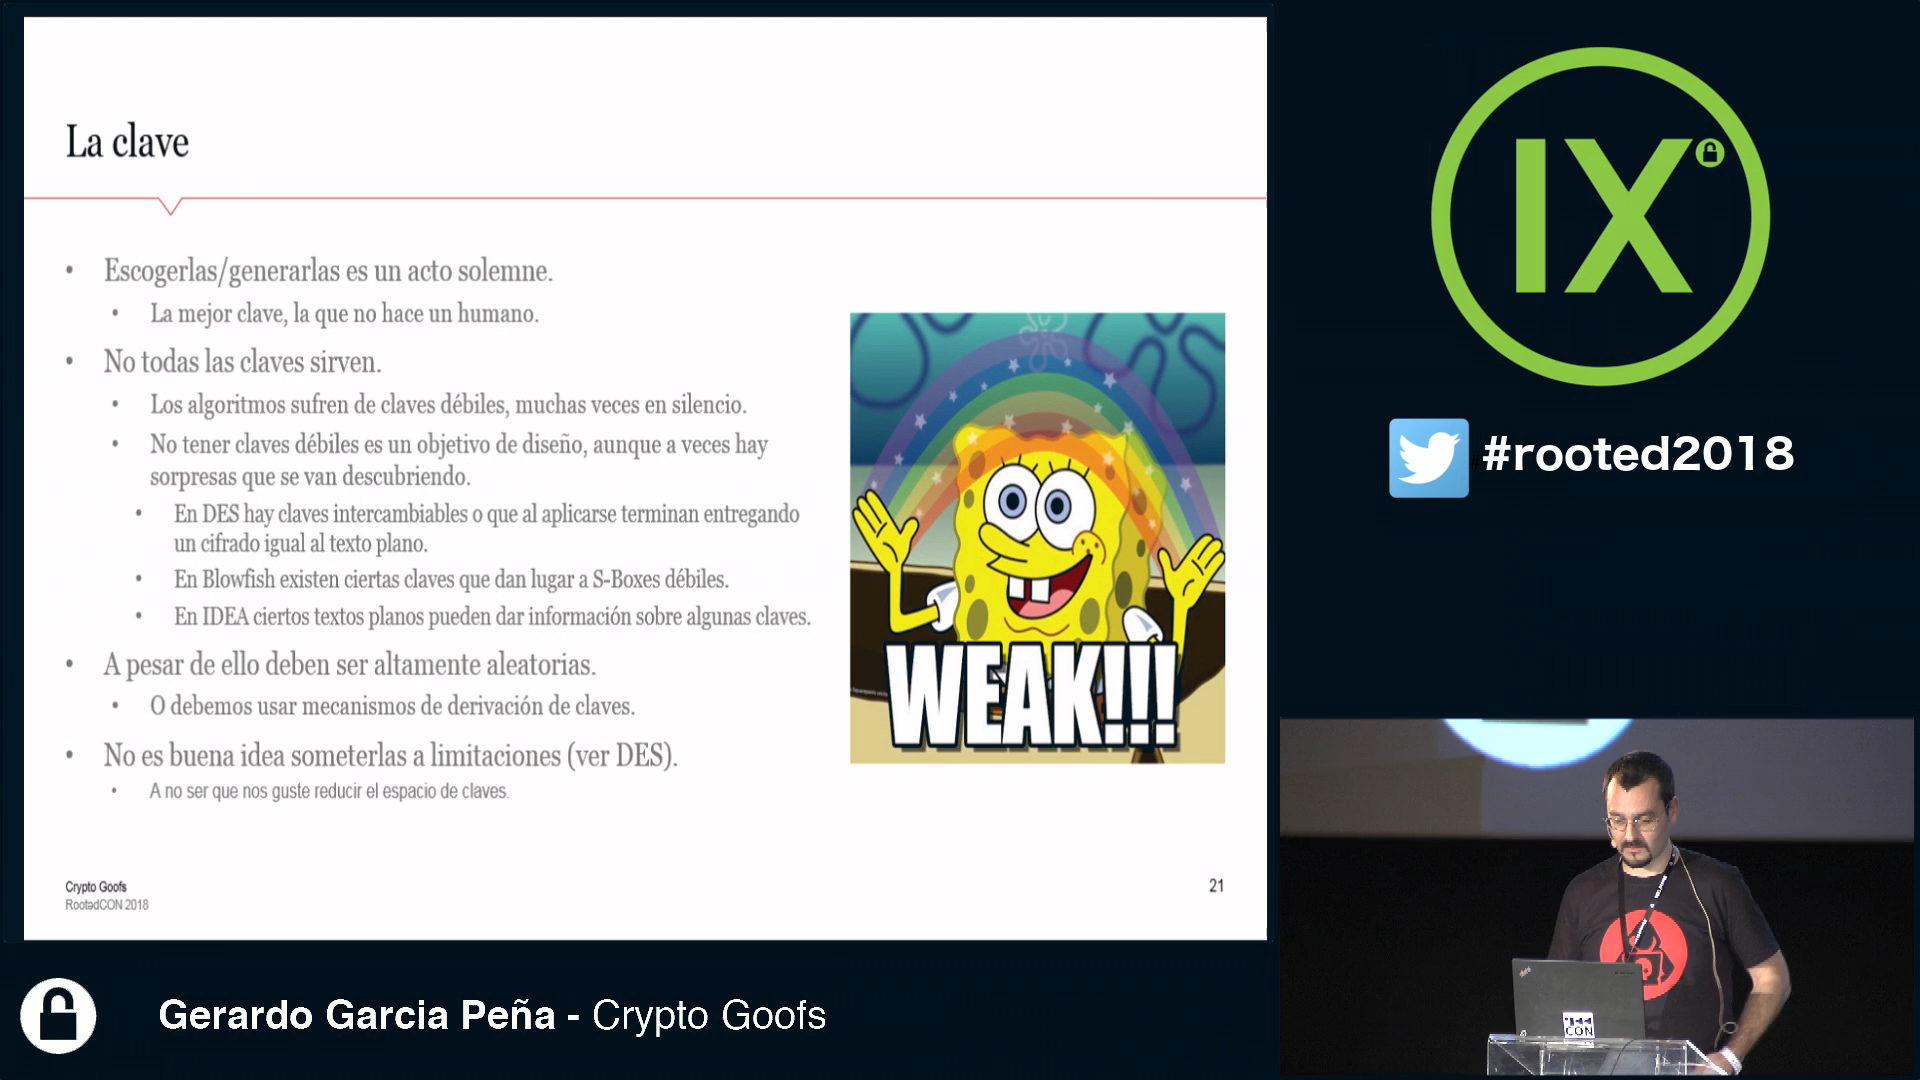 La clave
• Escogerlas/generarlas es un acto solemne.
• La mejor clave, la que no hace un humano.
• No todas las claves sirven.
• Los algoritmos sufren de claves débiles, muchas veces en silencio.
• No tener claves débiles es un objetivo de diseño, aunque a veces hay
sorpresas que se van descubriendo.
• En DES hay claves intercambiables o que al aplicarse terminan entregando
un cifrado igual al texto plano.
• En Blowfish existen ciertas claves que dan lugar a S-Boxes débiles.
• En IDEA ciertos textos planos pueden dar información sobre algunas claves.
• A pesar de ello deben ser altamente aleatorias.
• O debemos usar mecanismos de derivación de claves.
• No es buena idea someterlas a limitaciones (ver DES).
• A no ser que nos guste reducir el espacio de claves.
WEAK!!!
Crypto Goofs
RootedCON 2018
21
IX
#rooted2018
CON
Gerardo Garcia Peña - Crypto Goofs